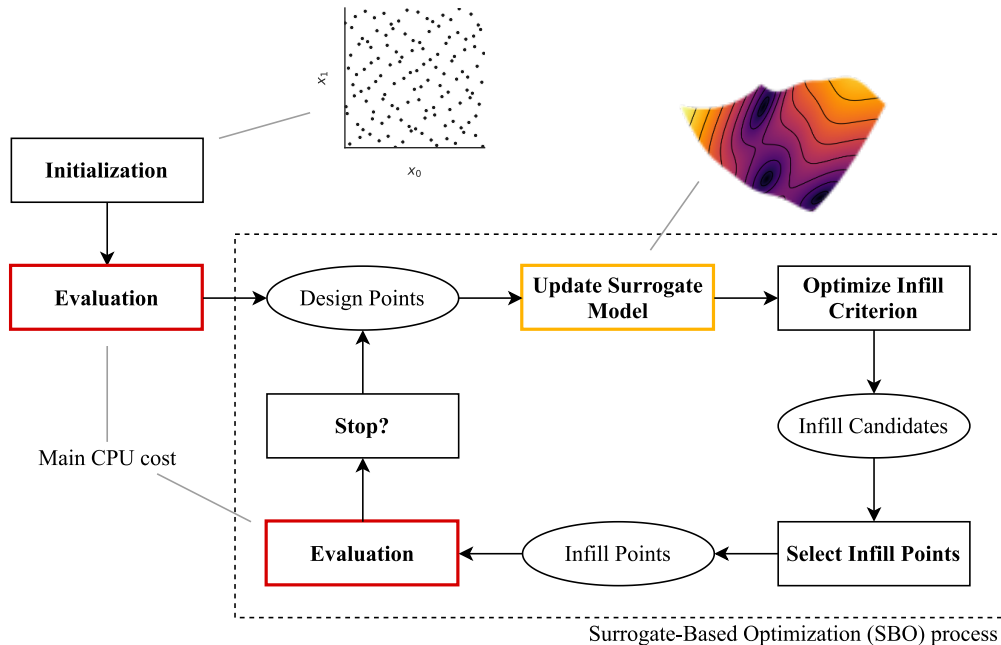 x₁
x₀
Initialization
Evaluation
Design Points
Update Surrogate
Model
Optimize Infill
Criterion
Stop?
Infill Candidates
Main CPU cost
Evaluation
Infill Points
Select Infill Points
Surrogate-Based Optimization (SBO) process